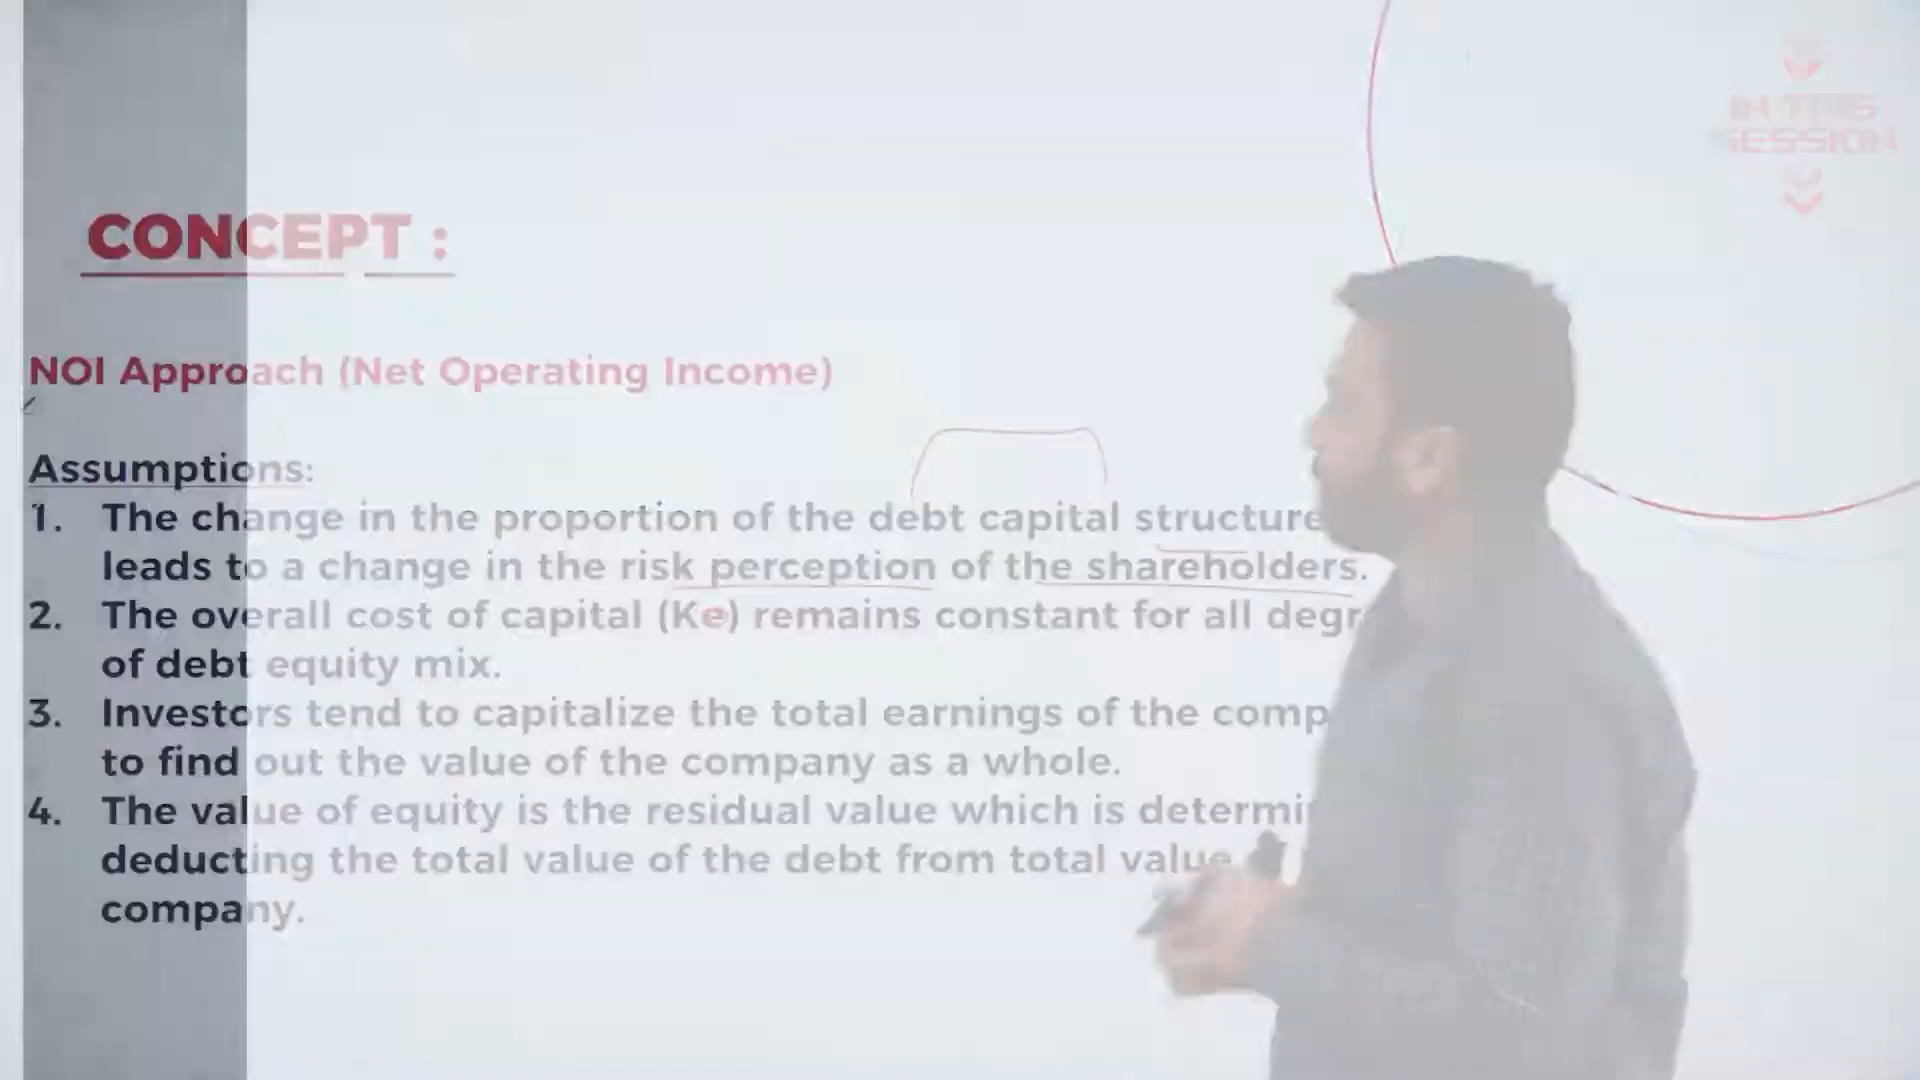 IN THIS
SESSION
CONCEPT :
NOI Approach (Net Operating Income)
Assumptions:
1. The change in the proportion of the debt capital structure
leads to a change in the risk perception of the shareholders.
2. The overall cost of capital (Ke) remains constant for all degr
of debt equity mix.
3. Investors tend to capitalize the total earnings of the comp
to find out the value of the company as a whole.
4. The value of equity is the residual value which is determi
deducting the total value of the debt from total value
company.